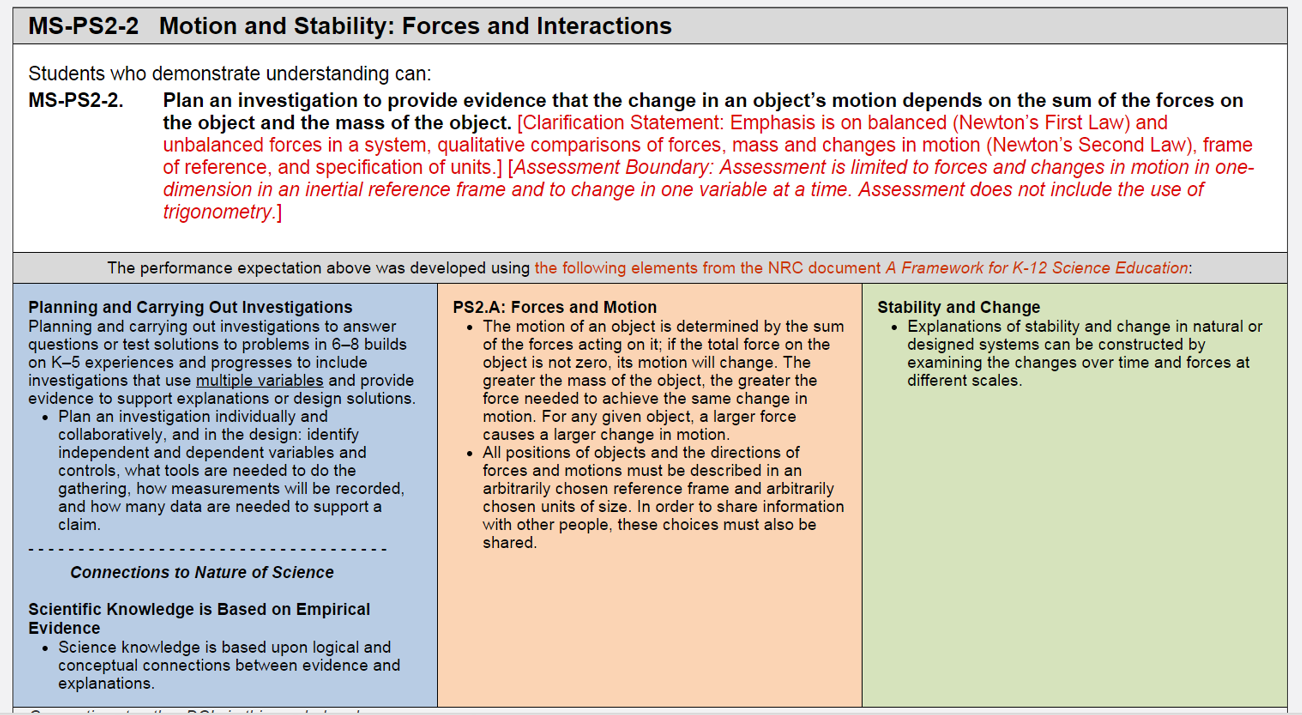 MS-PS2-2 Motion and Stability: Forces and Interactions
Students who demonstrate understanding can:
MS-PS2-2. Plan an investigation to provide evidence that the change in an object’s motion depends on the sum of the forces on
the object and the mass of the object. [Clarification Statement: Emphasis is on balanced (Newton’s First Law) and
unbalanced forces in a system, qualitative comparisons of forces, mass and changes in motion (Newton’s Second Law), frame
of reference, and specification of units.] [Assessment Boundary: Assessment is limited to forces and changes in motion in one-
dimension in an inertial reference frame and to change in one variable at a time. Assessment does not include the use of
trigonometry.]
The performance expectation above was developed using the following elements from the NRC document A Framework for K-12 Science Education:
Planning and Carrying Out Investigations
Planning and carrying out investigations to answer
questions or test solutions to problems in 6–8 builds
on K–5 experiences and progresses to include
investigations that use multiple variables and provide
evidence to support explanations or design solutions.
• Plan an investigation individually and
collaboratively, and in the design: identify
independent and dependent variables and
controls, what tools are needed to do the
gathering, how measurements will be recorded,
and how many data are needed to support a
claim.
- - - - - - - - - - - - - - - - - - - - - - - - - - - - - - - - - - - -
Connections to Nature of Science
Scientific Knowledge is Based on Empirical
Evidence
• Science knowledge is based upon logical and
conceptual connections between evidence and
explanations.
PS2.A: Forces and Motion
• The motion of an object is determined by the sum
of the forces acting on it; if the total force on the
object is not zero, its motion will change. The
greater the mass of the object, the greater the
force needed to achieve the same change in
motion. For any given object, a larger force
causes a larger change in motion.
• All positions of objects and the directions of
forces and motions must be described in an
arbitrarily chosen reference frame and arbitrarily
chosen units of size. In order to share information
with other people, these choices must also be
shared.
Stability and Change
• Explanations of stability and change in natural or
designed systems can be constructed by
examining the changes over time and forces at
different scales.